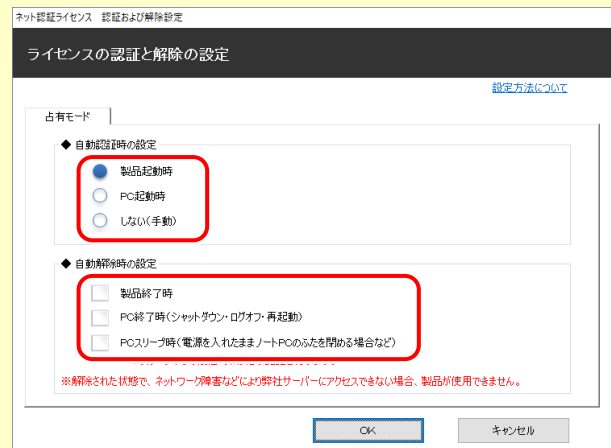 ネット認証ライセンス 認証および解除設定
ライセンスの認証と解除の設定
設定方法について
占有モード
◆ 自動認証時の設定
製品起動時
PC起動時
しない(手動)
◆ 自動解除時の設定
製品終了時
PC終了時(シャットダウン・ログオフ・再起動)
PCスリープ時(電源を入れたままノートPCのふたを閉める場合など)
※解除された状態で、ネットワーク障害などにより弊社サーバーにアクセスできない場合、製品が使用できません。
OK
キャンセル